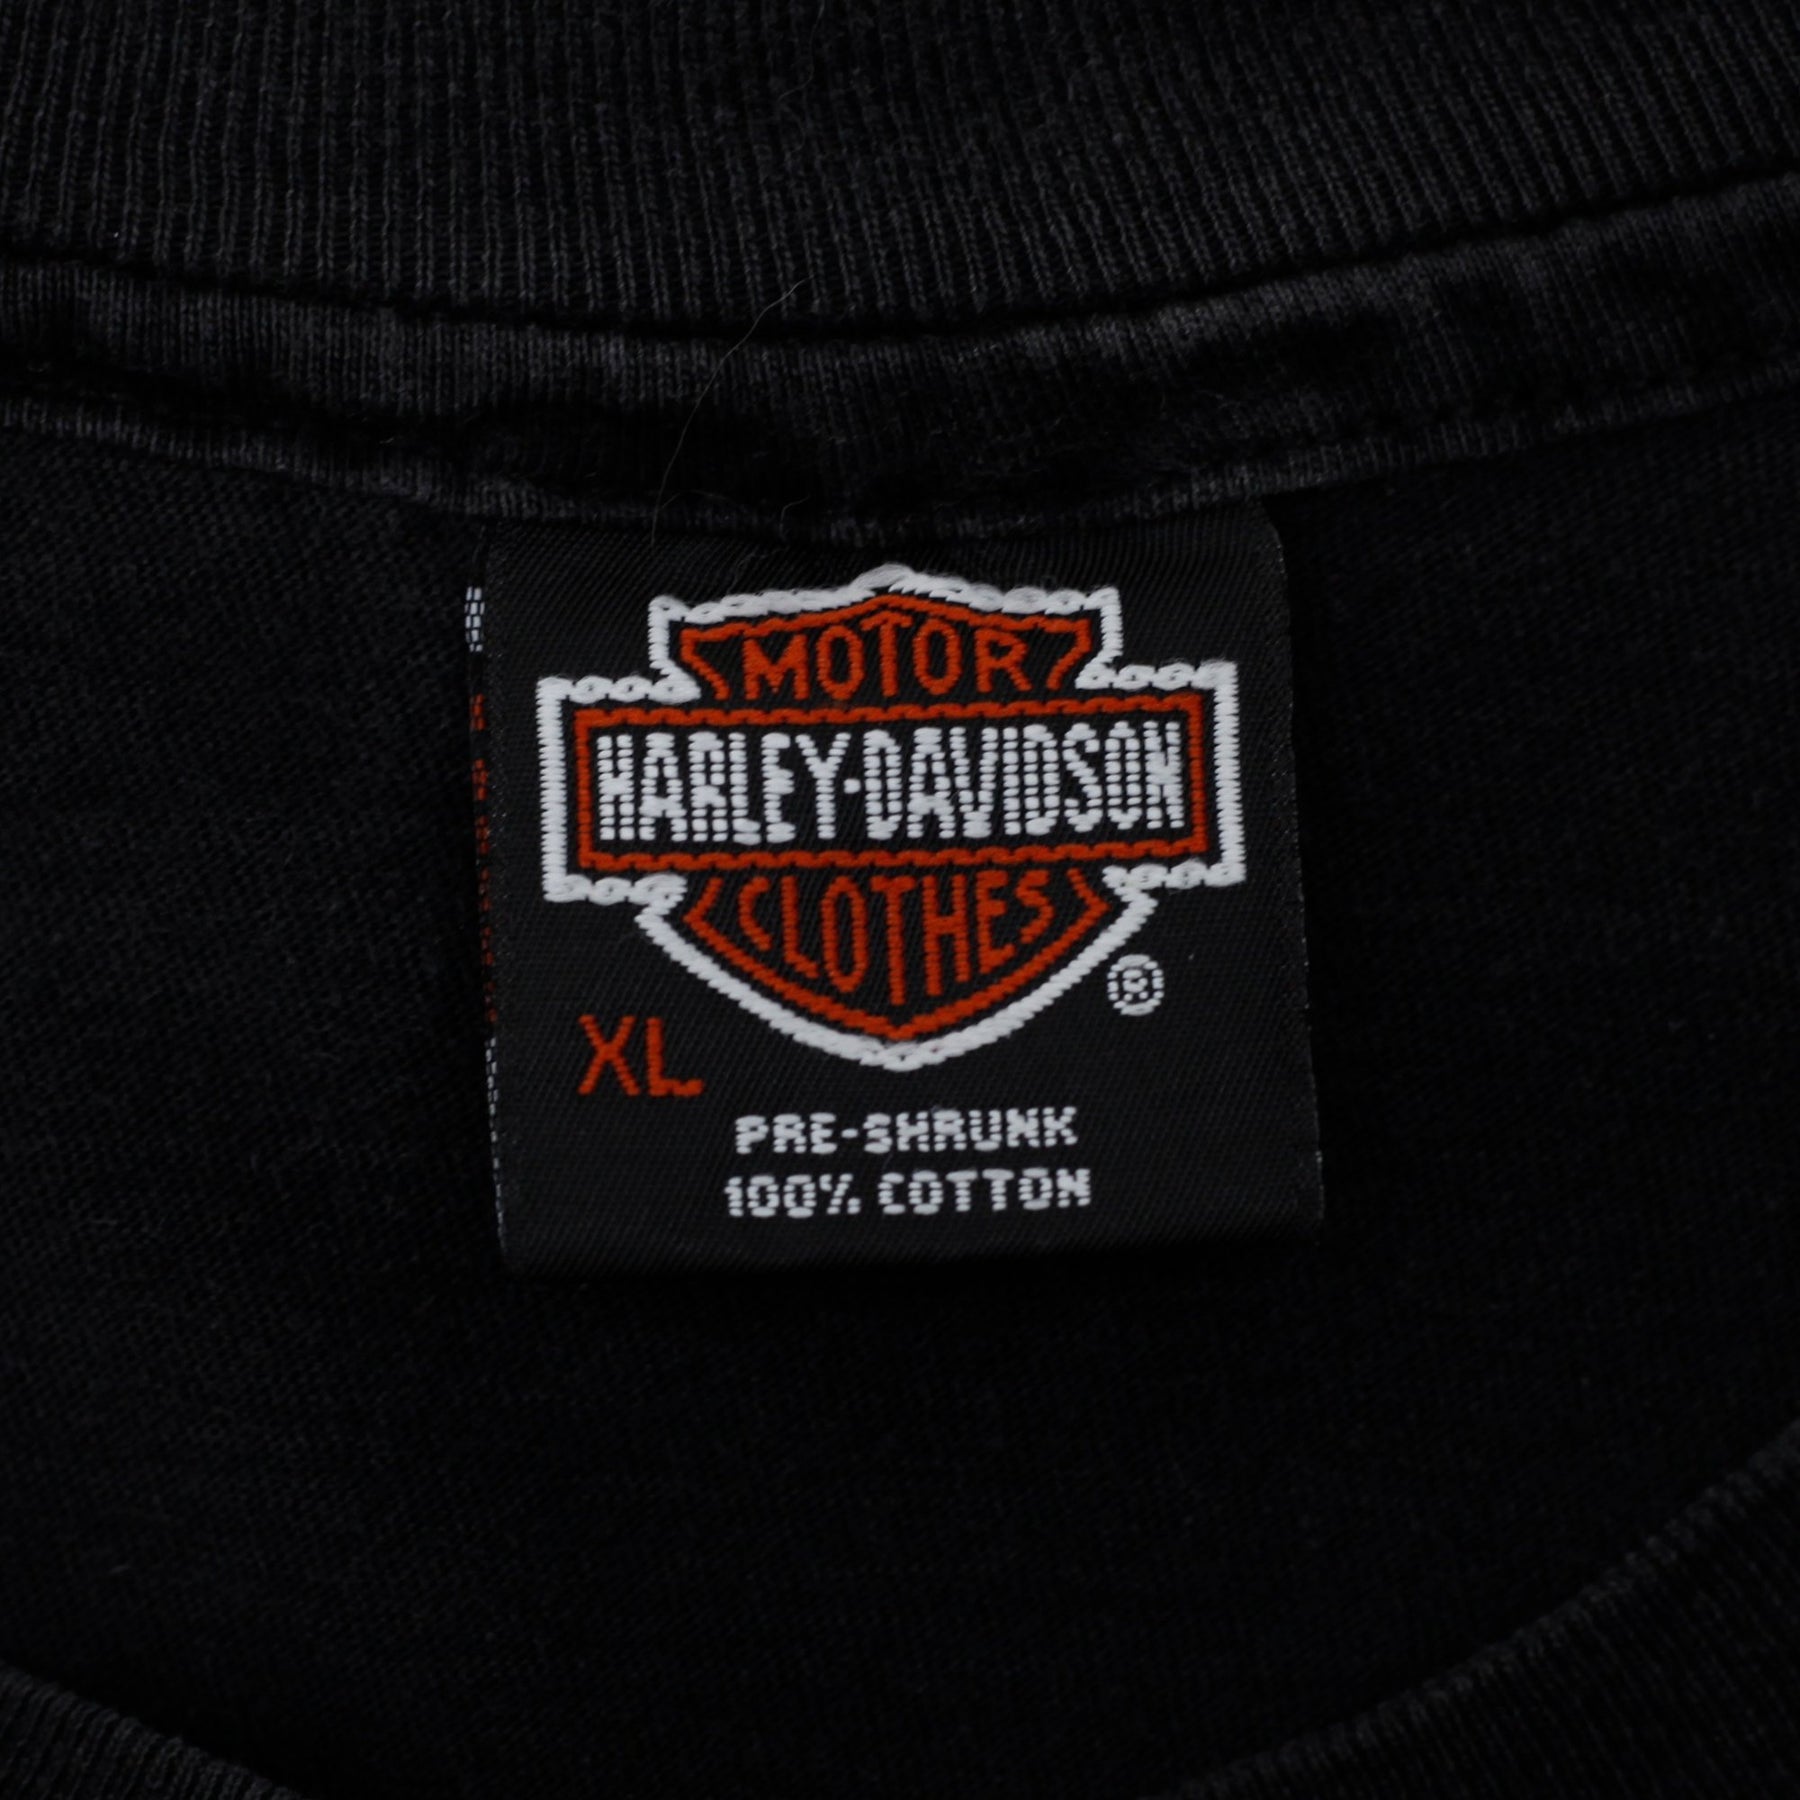 MOTOR
HARLEY-DAVIDSON
CLOTHES
®
XL
PRE-SHRUNK
100% COTTON